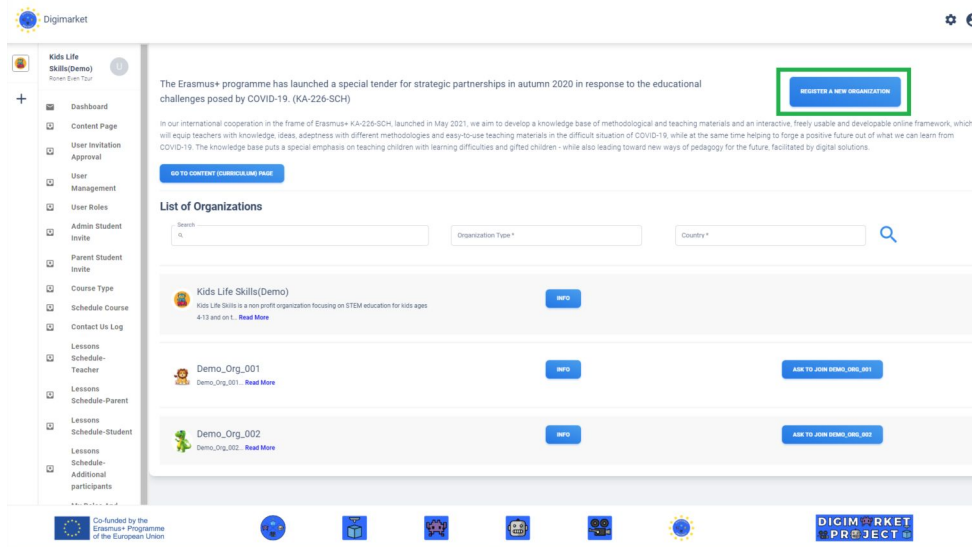 Digimarket
Kids Life
Skills(Demo)
Ronen Even Tzur
U
Dashboard
Content Page
User Invitation
Approval
User
Management
User Roles
Admin Student
Invite
Parent Student
Invite
Course Type
Schedule Course
Contact Us Log
Lessons
Schedule-
Teacher
Lessons
Schedule-Parent
Lessons
Schedule-Student
Lessons
Schedule-
Additional
participants
The Erasmus+ programme has launched a special tender for strategic partnerships in autumn 2020 in response to the educational
challenges posed by COVID-19. (KA-226-SCH)
REGISTER A NEW ORGANIZATION
In our international cooperation in the frame of Erasmus+ KA-226-SCH, launched in May 2021, we aim to develop a knowledge base of methodological and teaching materials and an interactive, freely usable and developable online framework, which
will equip teachers with knowledge, ideas, adeptness with different methodologies and easy-to-use teaching materials in the difficult situation of COVID-19, while at the same time helping to forge a positive future out of what we can learn from
COVID-19. The knowledge base puts a special emphasis on teaching children with learning difficulties and gifted children - while also leading toward new ways of pedagogy for the future, facilitated by digital solutions.
GO TO CONTENT (CURRICULUM) PAGE
List of Organizations
Search
Organization Type *
Country *
Kids Life Skills(Demo)
Kids Life Skills is a non profit organization focusing on STEM education for kids ages
4-13 and on t... Read More
INFO
Demo_Org_001
Demo_Org_001... Read More
INFO
ASK TO JOIN DEMO_ORG_001
Demo_Org_002
Demo_Org_002... Read More
INFO
ASK TO JOIN DEMO_ORG_002
Co-funded by the
Erasmus+ Programme
of the European Union
DIGIMARKET
PROJECT